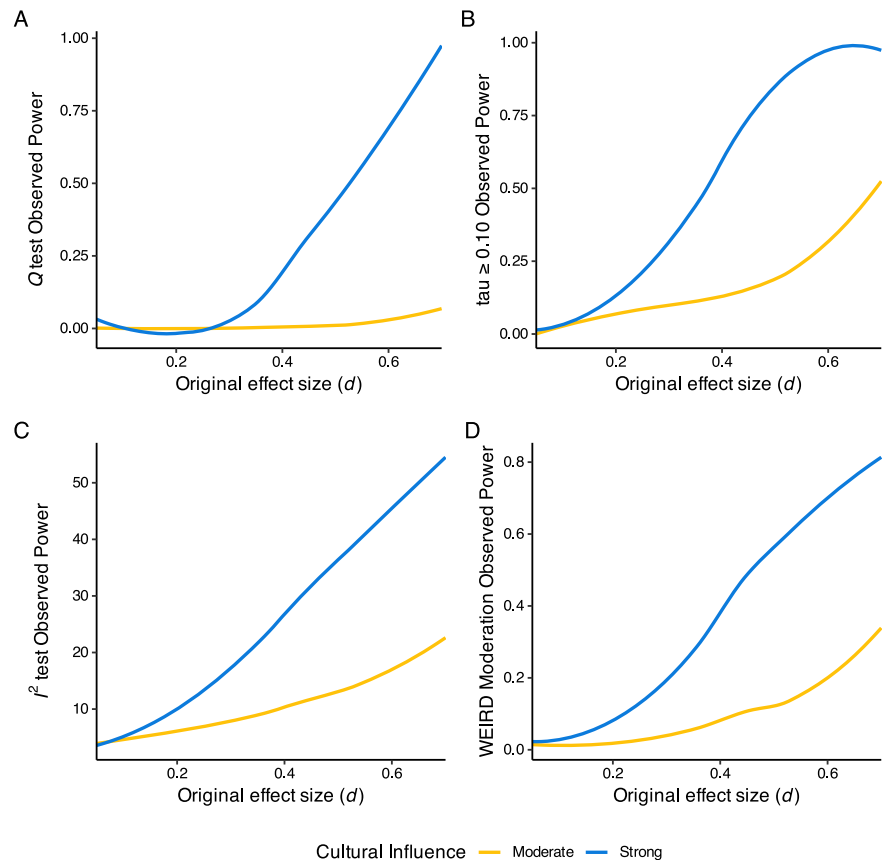 A
Q test Observed Power
1.00
0.75
0.50
0.25
0.00
0.2 0.4 0.6
Original effect size (d)
B
tau ≥ 0.10 Observed Power
1.00
0.75
0.50
0.25
0.00
0.2 0.4 0.6
Original effect size (d)
C
I² test Observed Power
50
40
30
20
10
0.2 0.4 0.6
Original effect size (d)
D
WEIRD Moderation Observed Power
0.8
0.6
0.4
0.2
0.0
0.2 0.4 0.6
Original effect size (d)
Cultural Influence Moderate Strong